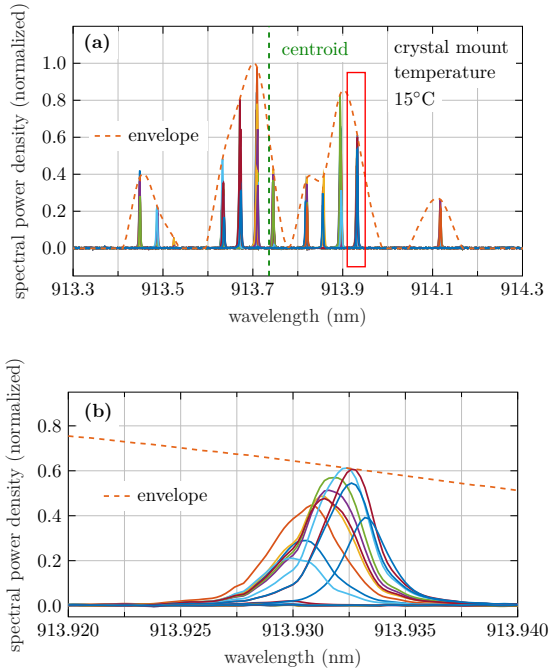 (a)
centroid
crystal mount
temperature
15°C
envelope
spectral power density (normalized)
1.0
0.8
0.6
0.4
0.2
0.0
913.3 913.5 913.7 913.9 914.1 914.3
wavelength (nm)
(b)
envelope
spectral power density (normalized)
0.8
0.6
0.4
0.2
0.0
913.920 913.925 913.930 913.935 913.940
wavelength (nm)